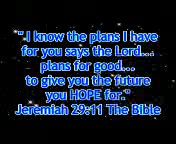 " I know the plans I have
for you says the Lord...
plans for good...
to give you the future
you HOPE for."
Jeremiah 29:11 The Bible